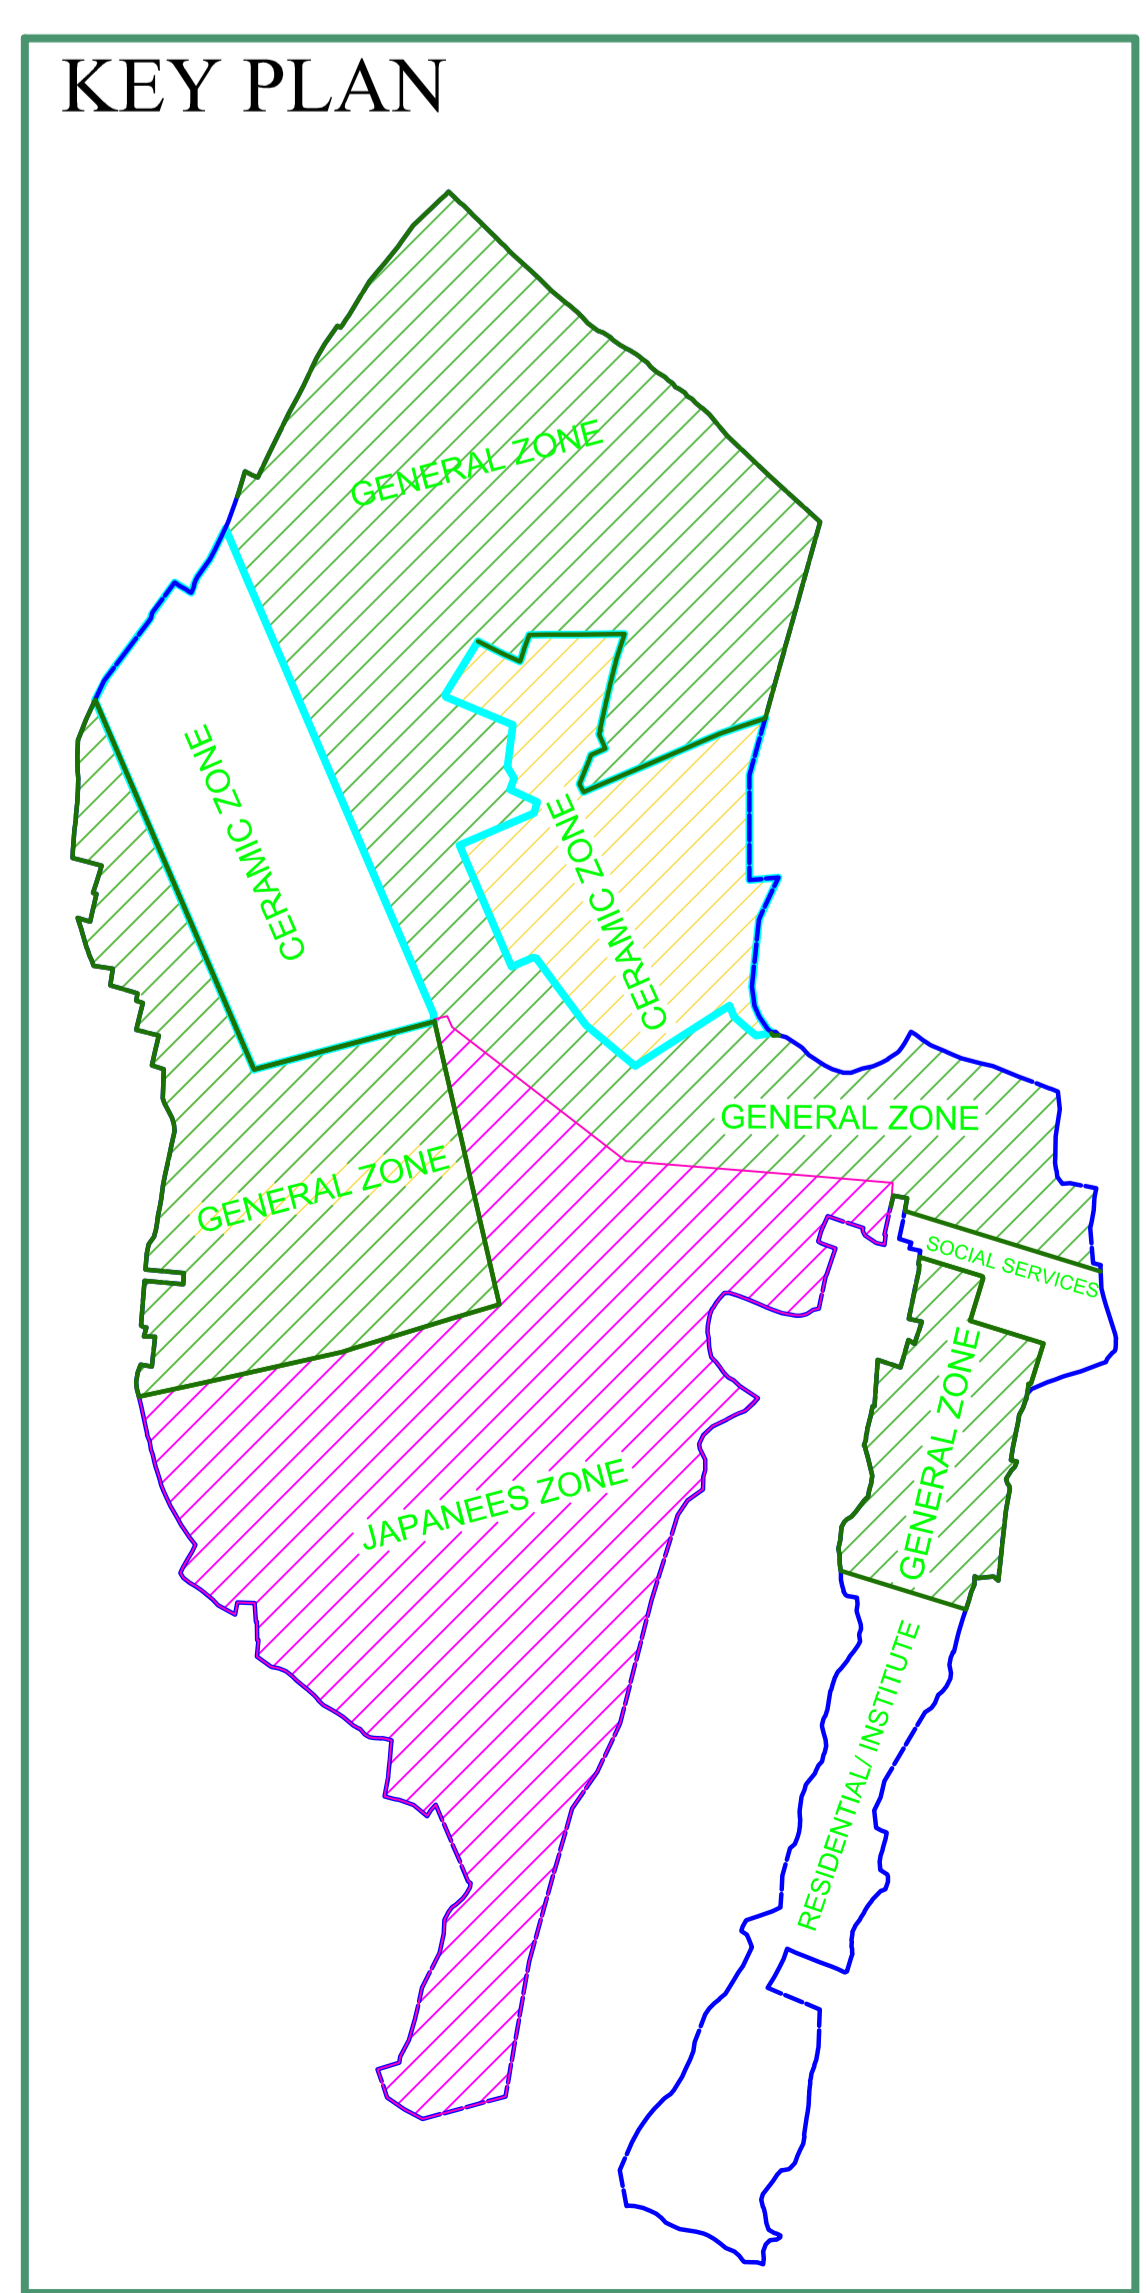 KEY PLAN
GENERAL ZONE
CERAMIC ZONE
CERAMIC ZONE
GENERAL ZONE
GENERAL ZONE
SOCIAL SERVICES
GENERAL ZONE
JAPANEES ZONE
RESIDENTIAL/ INSTITUTE